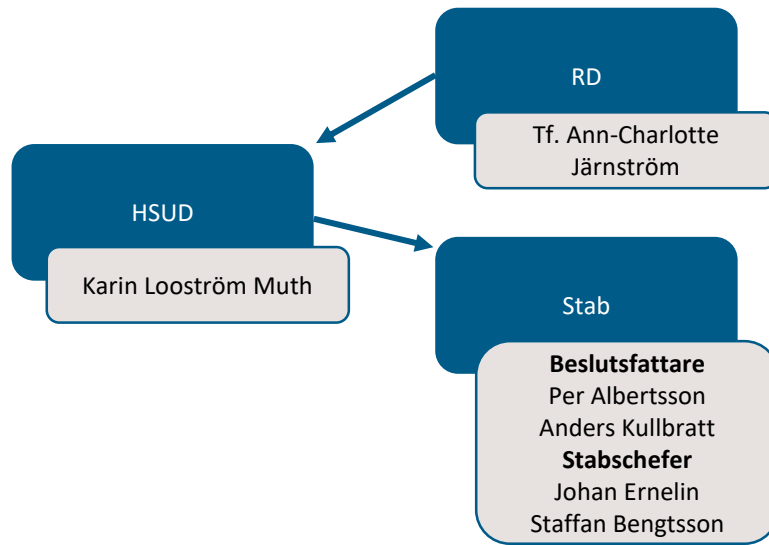 RD
Tf. Ann-Charlotte
Järnström
HSUD
Karin Looström Muth
Stab
Beslutsfattare
Per Albertsson
Anders Kullbratt
Stabschefer
Johan Ernelin
Staffan Bengtsson